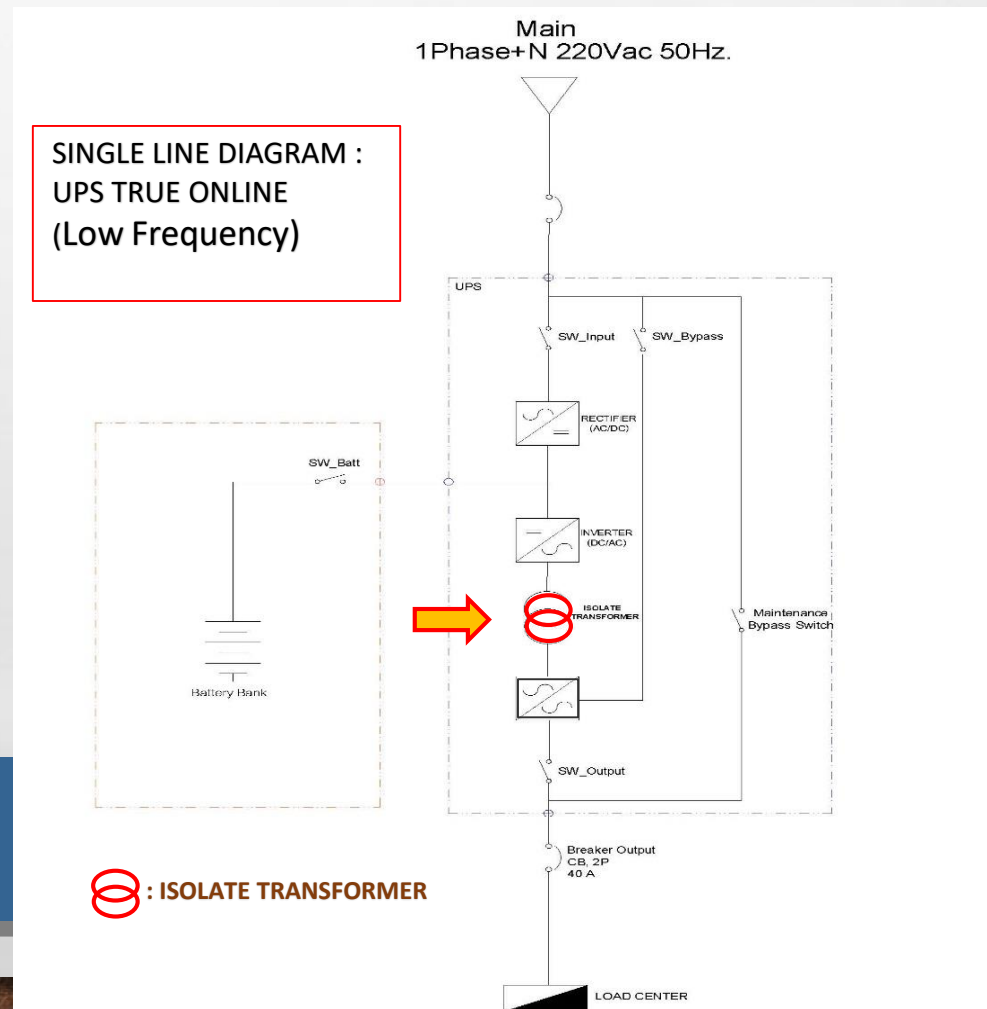 Main
1Phase+N 220Vac 50Hz.
SINGLE LINE DIAGRAM :
UPS TRUE ONLINE
(Low Frequency)
UPS
SW_Input
SW_Bypass
RECTIFIER
(AC/DC)
SW_Batt
INVERTER
(DC/AC)
ISOLATE
TRANSFORMER
Maintenance
Bypass Switch
Battery Bank
SW_Output
Breaker Output
CB, 2P
40 A
: ISOLATE TRANSFORMER
LOAD CENTER